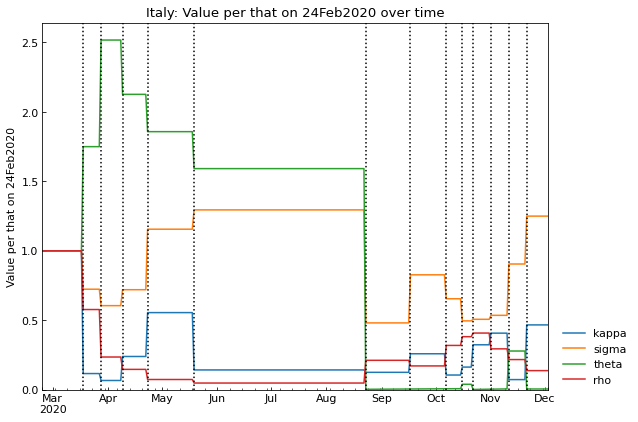 Italy: Value per that on 24Feb2020 over time
Value per that on 24Feb2020
2.5
2.0
1.5
1.0
0.5
0.0
Mar Apr May Jun Jul Aug Sep Oct Nov Dec
2020
kappa
sigma
theta
rho